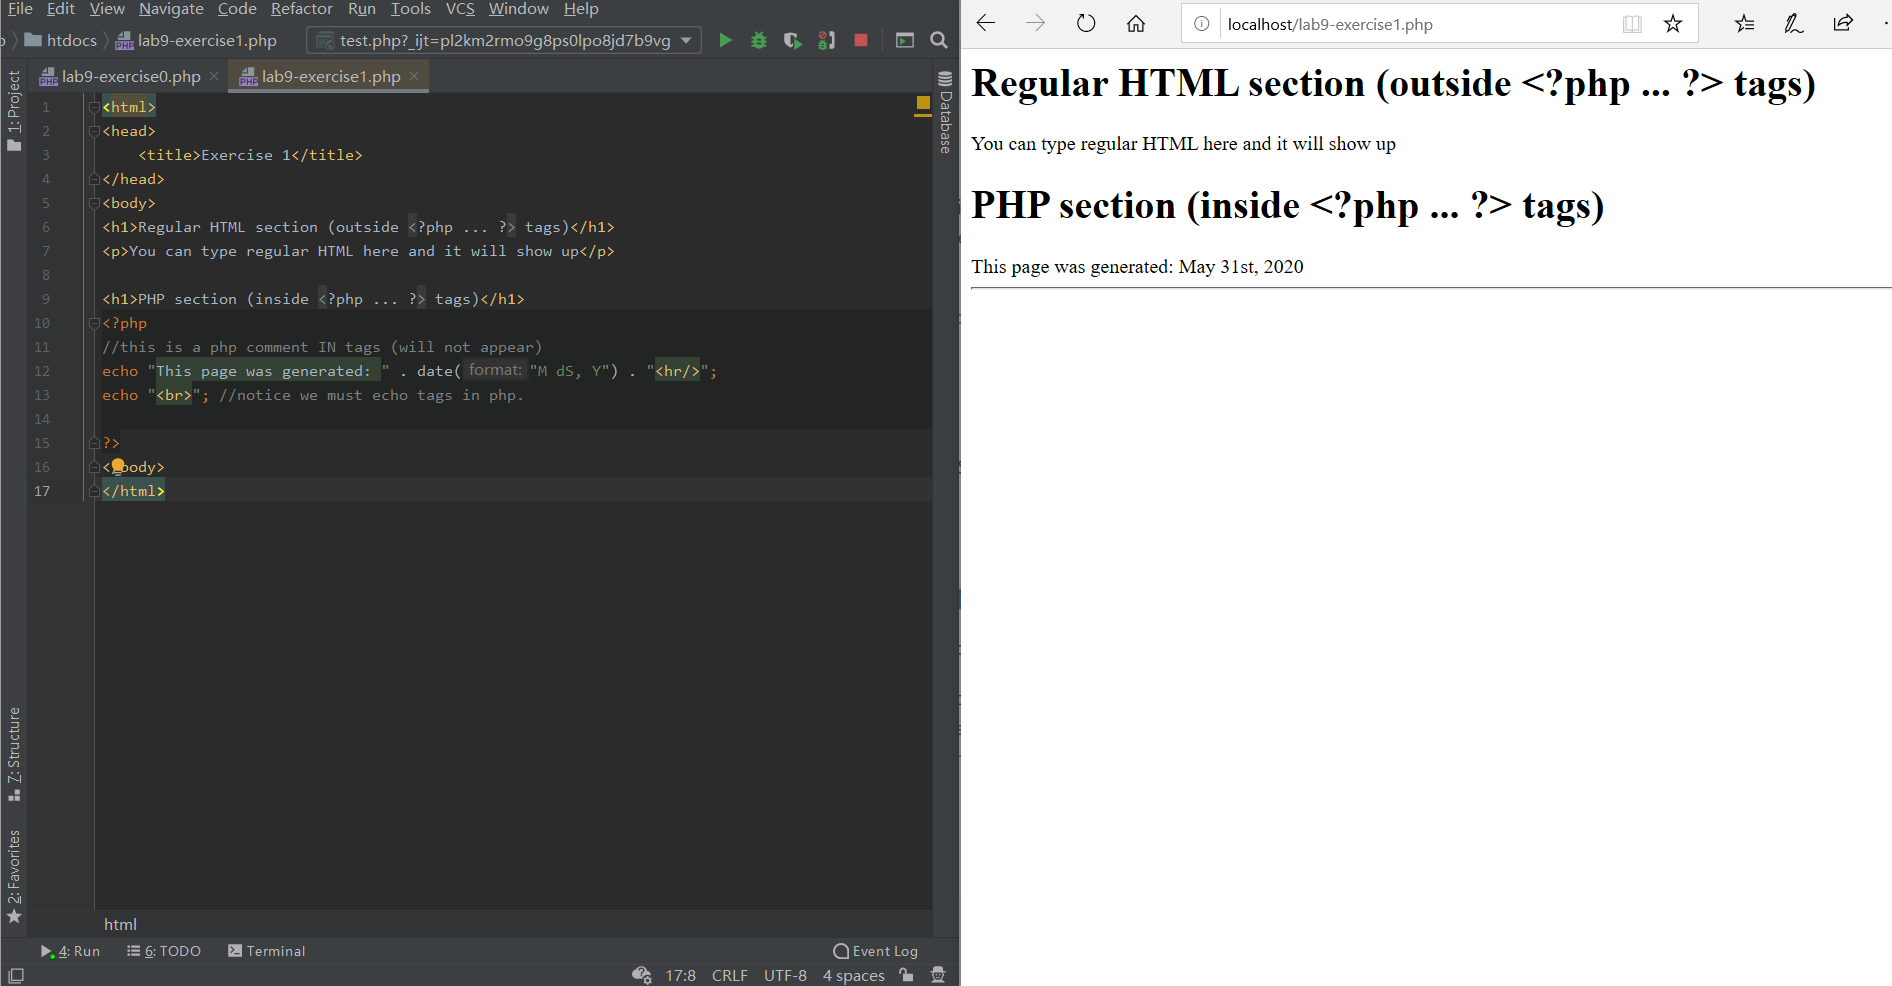 File Edit View Navigate Code Refactor Run Tools VCS Window Help
htdocs lab9-exercise1.php test.php?_ijt=pl2km2rmo9g8ps0lpo8jd7b9vg
lab9-exercise0.php lab9-exercise1.php
1: Project
Database
1 <html>
2 <head>
3 <title>Exercise 1</title>
4 </head>
5 <body>
6 <h1>Regular HTML section (outside <?php ... ?> tags)</h1>
7 <p>You can type regular HTML here and it will show up</p>
8
9 <h1>PHP section (inside <?php ... ?> tags)</h1>
10 <?php
11 //this is a php comment IN tags (will not appear)
12 echo "This page was generated: " . date( format: "M dS, Y") . "<hr/>";
13 echo "<br>"; //notice we must echo tags in php.
14
15 ?>
16 < body>
17 </html>
7: Structure
2: Favorites
html
4: Run 6: TODO Terminal Event Log
17:8 CRLF UTF-8 4 spaces
localhost/lab9-exercise1.php
Regular HTML section (outside <?php ... ?> tags)
You can type regular HTML here and it will show up
PHP section (inside <?php ... ?> tags)
This page was generated: May 31st, 2020